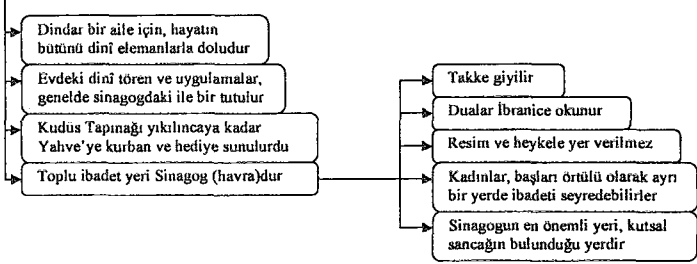 Dindar bir aile için, hayatın
bütünü dinî elemanlarla doludur
Evdeki dinî tören ve uygulamalar,
genelde sinagogdaki ile bir tutulur
Kudüs Tapınağı yıkılıncaya kadar
Yahve'ye kurban ve hediye sunulurdu
Toplu ibadet yeri Sinagog (havra)dur
Takke giyilir
Dualar İbranice okunur
Resim ve heykele yer verilmez
Kadınlar, başları örtülü olarak ayrı
bir yerde ibadeti seyredebilirler
Sinagogun en önemli yeri, kutsal
sancağın bulunduğu yerdir